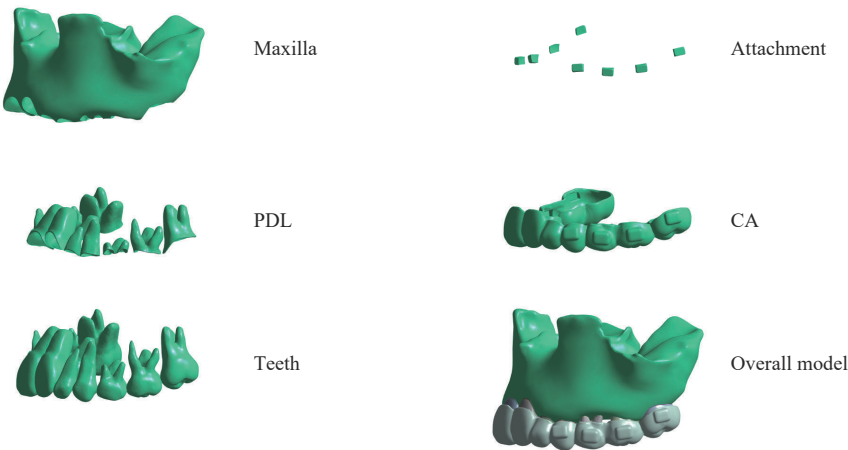 Maxilla
Attachment
PDL
CA
Teeth
Overall model